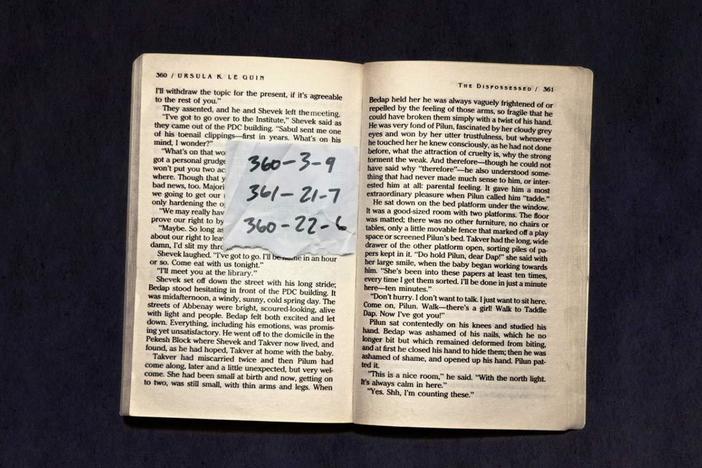 360 / URSULA K. LE GUIN
I'll withdraw the topic for the present, if it's agreeable
to the rest of you."
They assented, and he and Shevek left the meeting.
"I've got to go over to the Institute," Shevek said as
they came out of the PDC building. "Sabul sent me one
of his toenail clippings—first in years. What's on his
mind, I wonder?"
"What's on that wo
got a personal grudge
won't put you two ac
where. Though that y
bad news, too. Majori
we going to get our
only hardening the o
"We may really hav
prove our right to by
"Maybe. So long as
about our right to leav
damn, I'd slit my thro
Shevek laughed. "I've got to go. I'll be home in an hour
or so. Come eat with us tonight."
"I'll meet you at the library."
Shevek set off down the street with his long stride;
Bedap stood hesitating in front of the PDC building. It
was midafternoon, a windy, sunny, cold spring day. The
streets of Abbenay were bright, scoured-looking, alive
with light and people. Bedap felt both excited and let
down. Everything, including his emotions, was promis-
ing yet unsatisfactory. He went off to the domicile in the
Pekesh Block where Shevek and Takver now lived, and
found, as he had hoped, Takver at home with the baby.
Takver had miscarried twice and then Pilun had
come along, later and a little unexpected, but very wel-
come. She had been small at birth and now, getting on
to two, was still small, with thin arms and legs. When
360-3-9
361-21-7
360-22-6
THE DISPOSSESSED / 361
Bedap held her he was always vaguely frightened of or
repelled by the feeling of those arms, so fragile that he
could have broken them simply with a twist of his hand.
He was very fond of Pilun, fascinated by her cloudy grey
eyes and won by her utter trustfulness, but whenever
he touched her he knew consciously, as he had not done
before, what the attraction of cruelty is, why the strong
torment the weak. And therefore—though he could not
have said why "therefore"—he also understood some-
thing that had never made much sense to him, or inter-
ested him at all: parental feeling. It gave him a most
extraordinary pleasure when Pilun called him "tadde."
He sat down on the bed platform under the window.
It was a good-sized room with two platforms. The floor
was matted; there was no other furniture, no chairs or
tables, only a little movable fence that marked off a play
space or screened Pilun's bed. Takver had the long, wide
drawer of the other platform open, sorting piles of pa-
pers kept in it. "Do hold Pilun, dear Dap!" she said with
her large smile, when the baby began working towards
him. "She's been into these papers at least ten times,
every time I get them sorted. I'll be done in just a minute
here—ten minutes."
"Don't hurry. I don't want to talk. I just want to sit here.
Come on, Pilun. Walk—there's a girl! Walk to Taddle
Dap. Now I've got you!"
Pilun sat contentedly on his knees and studied his
hand. Bedap was ashamed of his nails, which he no
longer bit but which remained deformed from biting,
and at first he closed his hand to hide them; then he was
ashamed of shame, and opened up his hand. Pilun pat-
ted it.
"This is a nice room," he said. "With the north light.
It's always calm in here."
"Yes. Shh, I'm counting these."